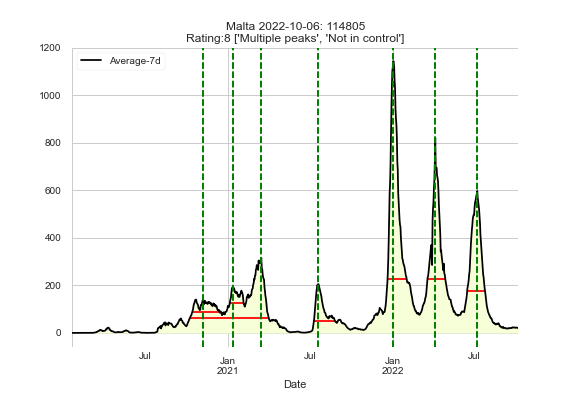 Malta 2022-10-06: 114805
Rating:8 ['Multiple peaks', 'Not in control']
1200
Average-7d
1000
800
600
400
200
0
Jul Jan Jul Jan Jul
2021 2022
Date